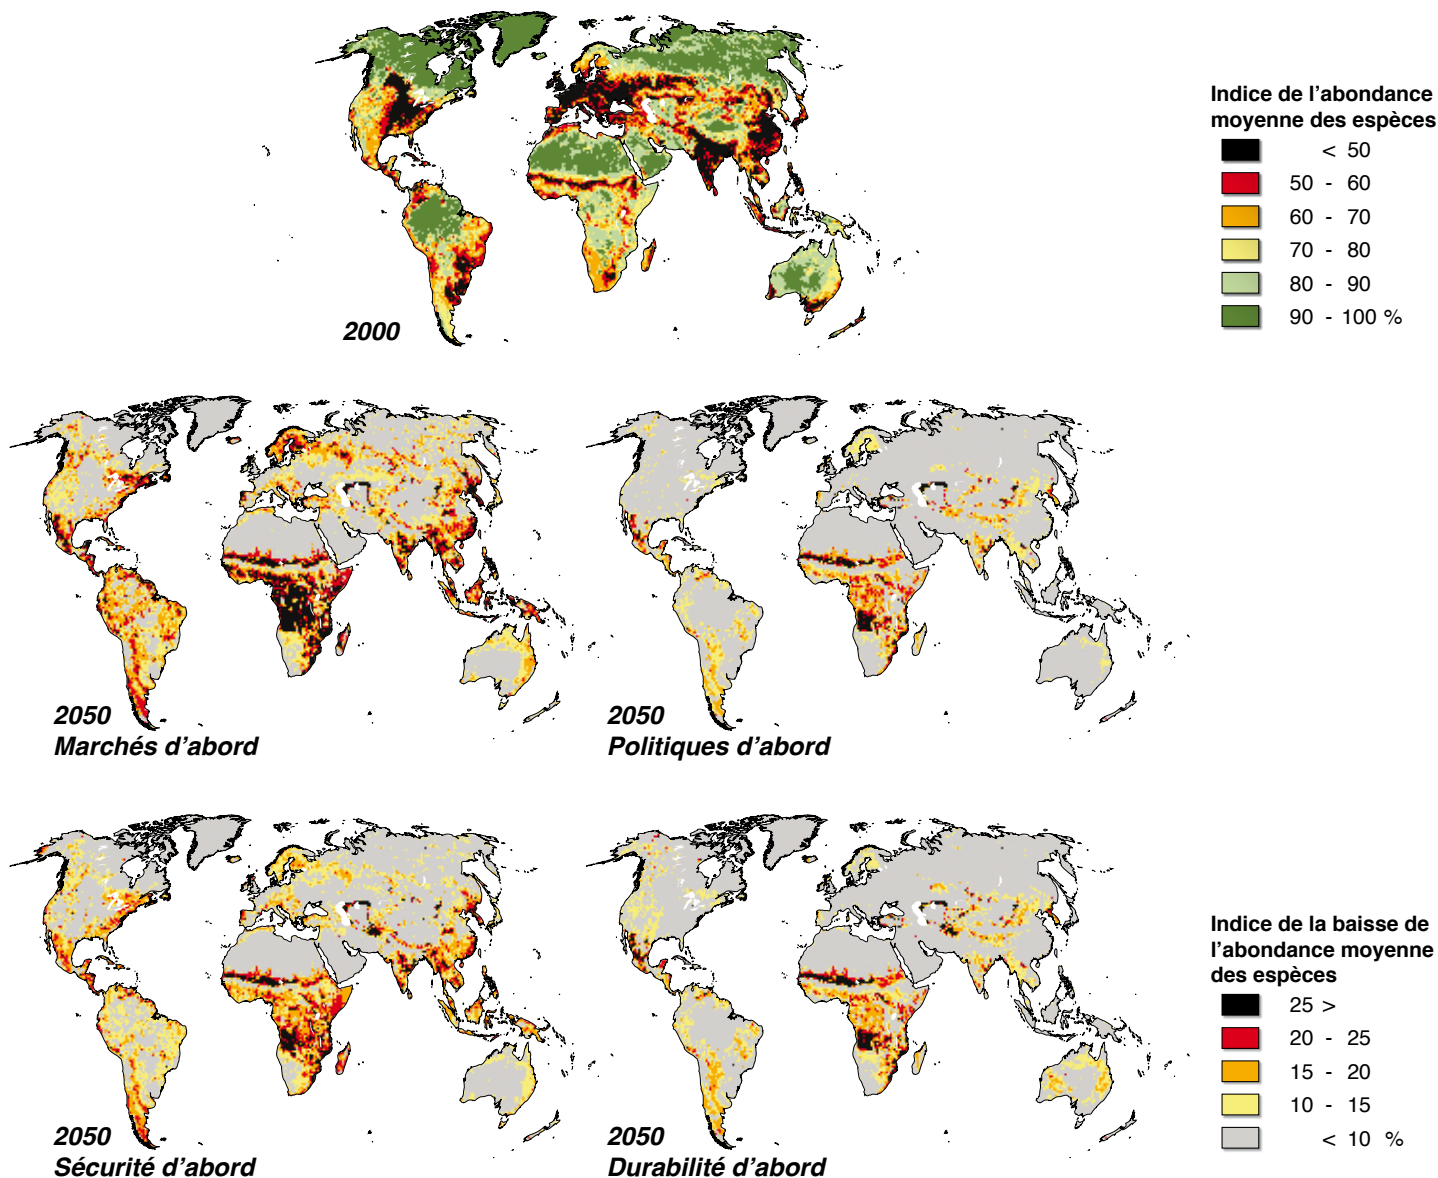 Indice de l'abondance
moyenne des espèces
< 50
50 - 60
60 - 70
70 - 80
80 - 90
90 - 100 %
2000
2050
Marchés d'abord
2050
Politiques d'abord
2050
Sécurité d'abord
2050
Durabilité d'abord
Indice de la baisse de
l'abondance moyenne
des espèces
25 >
20 - 25
15 - 20
10 - 15
< 10 %